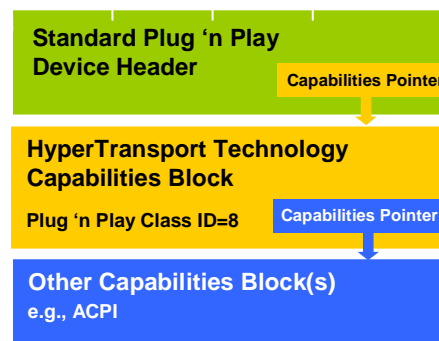 Standard Plug ‘n Play
Device Header
Capabilities Pointer
HyperTransport Technology
Capabilities Block
Plug ‘n Play Class ID=8
Capabilities Pointer
Other Capabilities Block(s)
e.g., ACPI